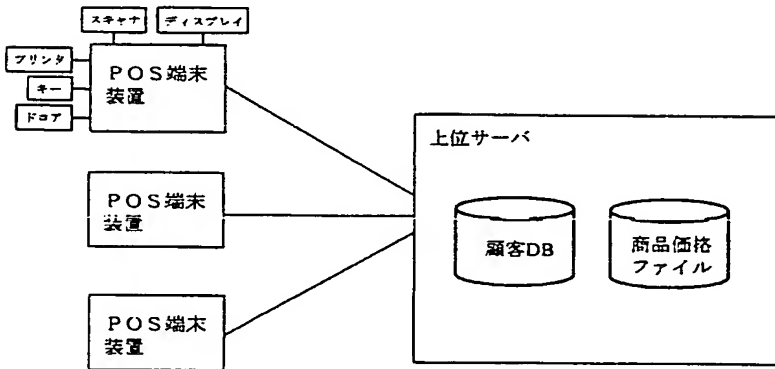 スキャナ
ディスプレイ
プリンタ
キー
ドロア
POS端末
装置
上位サーバ
POS端末
装置
顧客DB
商品価格
ファイル
POS端末
装置